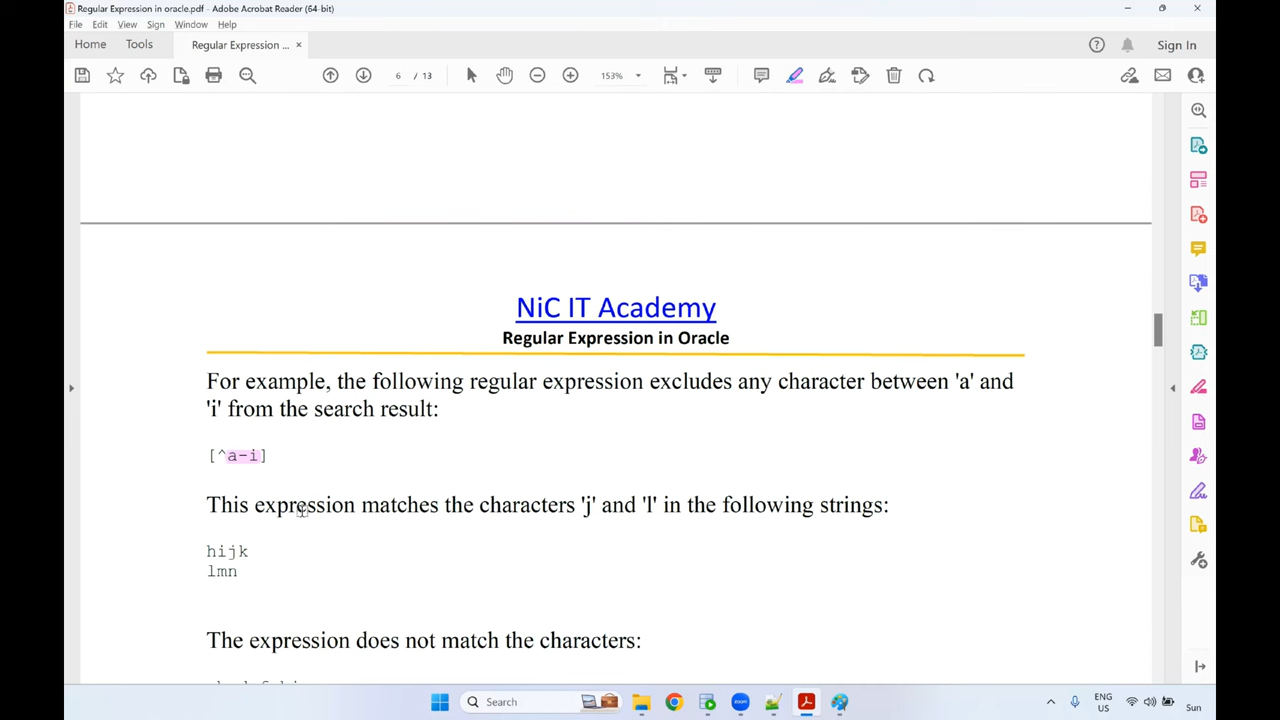 Regular Expression in oracle.pdf - Adobe Acrobat Reader (64-bit)
File Edit View Sign Window Help
Home Tools Regular Expression ... × Sign In
6 / 13 153%
NiC IT Academy
Regular Expression in Oracle
For example, the following regular expression excludes any character between 'a' and
'i' from the search result:
[^a-i]
This expression matches the characters 'j' and 'l' in the following strings:
hijk
lmn
The expression does not match the characters:
Search
ENG
US
Sun